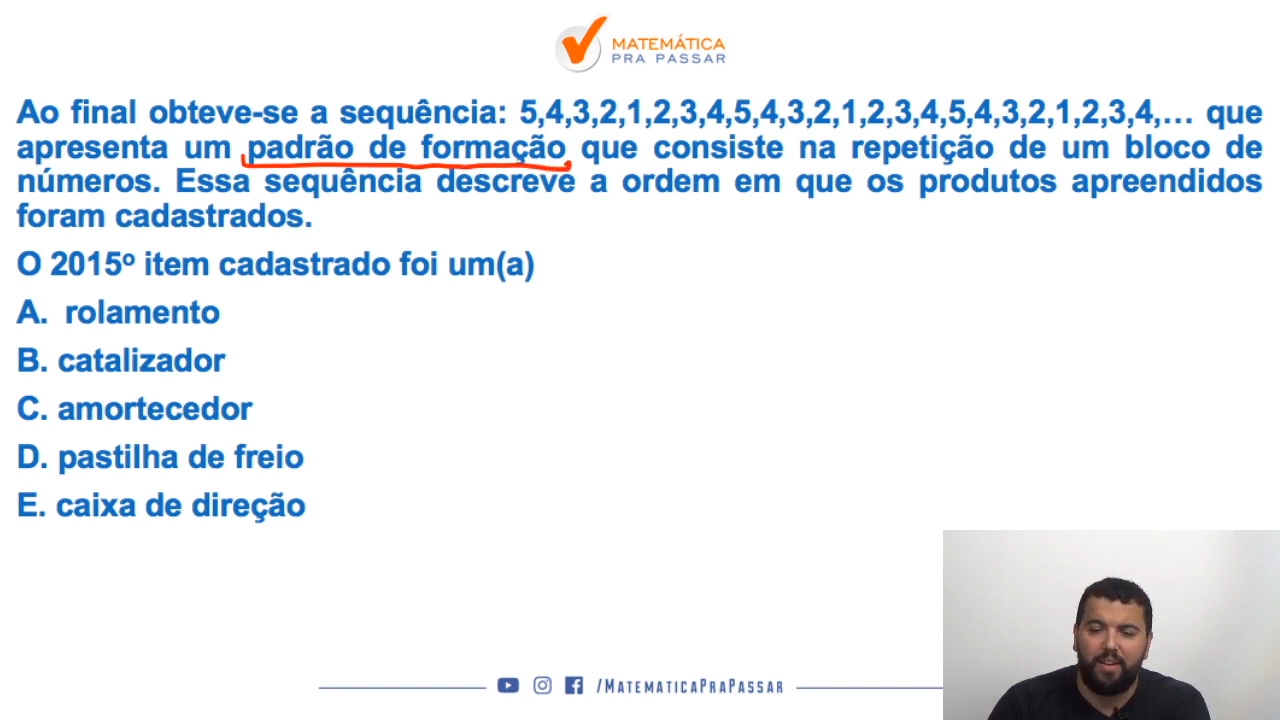 MATEMÁTICA
PRA PASSAR
Ao final obteve-se a sequência: 5,4,3,2,1,2,3,4,5,4,3,2,1,2,3,4,5,4,3,2,1,2,3,4,... que
apresenta um padrão de formação que consiste na repetição de um bloco de
números. Essa sequência descreve a ordem em que os produtos apreendidos
foram cadastrados.
O 2015º item cadastrado foi um(a)
A. rolamento
B. catalizador
C. amortecedor
D. pastilha de freio
E. caixa de direção
/MATEMATICAPRAPASSAR